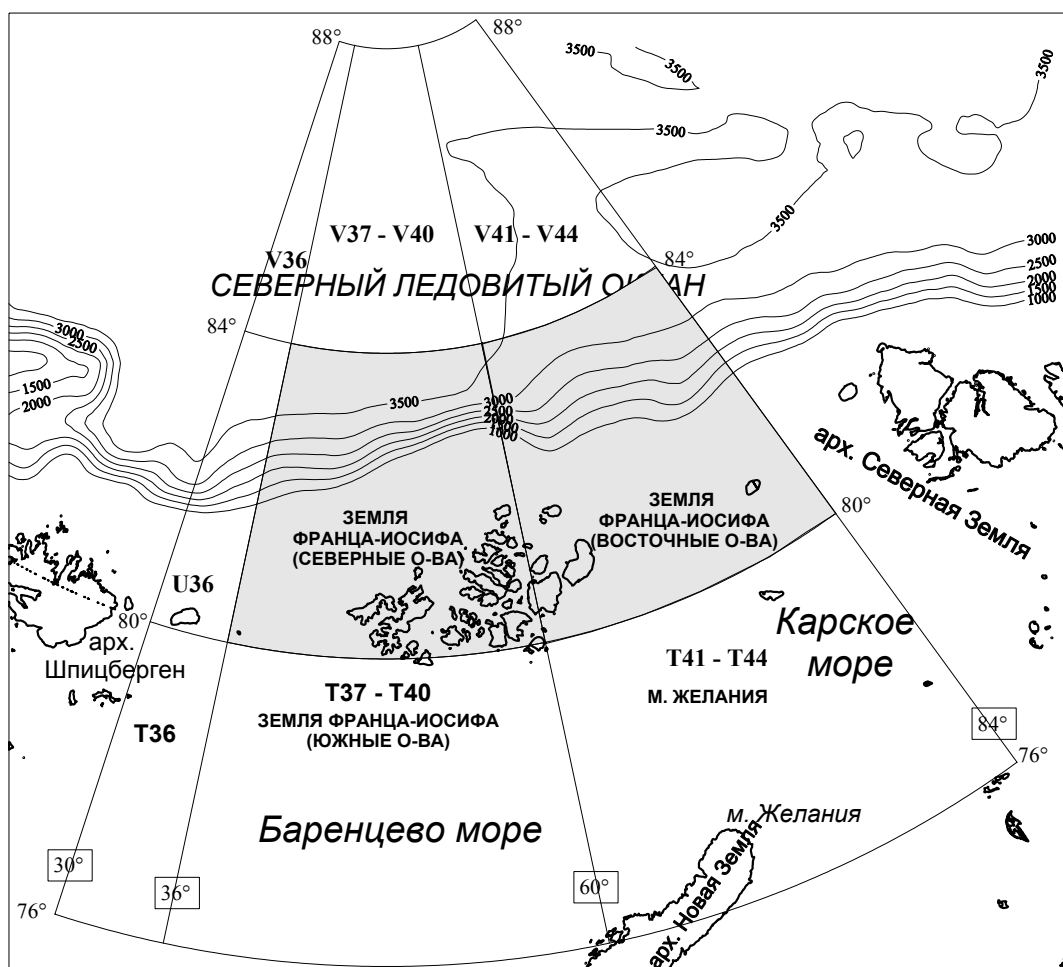 88°
88°
3500
3500
3500
3500
3500
V37 - V40
V41 - V44
V36
84°
СЕВЕРНЫЙ ЛЕДОВИТЫЙ ОКЕАН
3000
2500
2000
1500
1000
84°
3000
2500
1500
2000
3500
3000
2500
2000
1500
1000
арх. Северная Земля
80°
ЗЕМЛЯ
ФРАНЦА-ИОСИФА
(СЕВЕРНЫЕ О-ВА)
ЗЕМЛЯ
ФРАНЦА-ИОСИФА
(ВОСТОЧНЫЕ О-ВА)
U36
80°
арх.
Шпицберген
Карское
море
T36
T37 - T40
ЗЕМЛЯ ФРАНЦА-ИОСИФА
(ЮЖНЫЕ О-ВА)
T41 - T44
М. ЖЕЛАНИЯ
84°
76°
Баренцево море
м. Желания
арх. Новая Земля
30°
36°
60°
76°